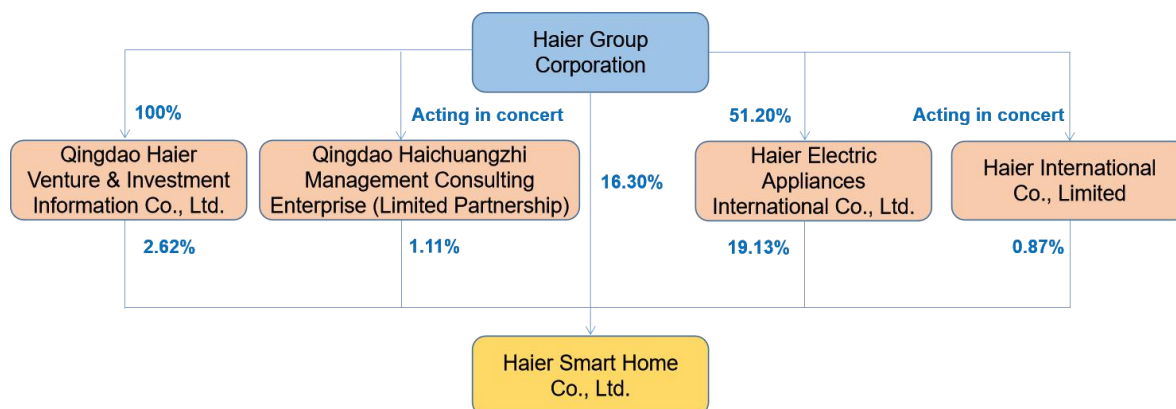 Haier Group
Corporation
100%
Acting in concert
51.20%
Acting in concert
Qingdao Haier
Venture & Investment
Information Co., Ltd.
Qingdao Haichuangzhi
Management Consulting
Enterprise (Limited Partnership)
16.30%
Haier Electric
Appliances
International Co., Ltd.
Haier International
Co., Limited
2.62%
1.11%
19.13%
0.87%
Haier Smart Home
Co., Ltd.